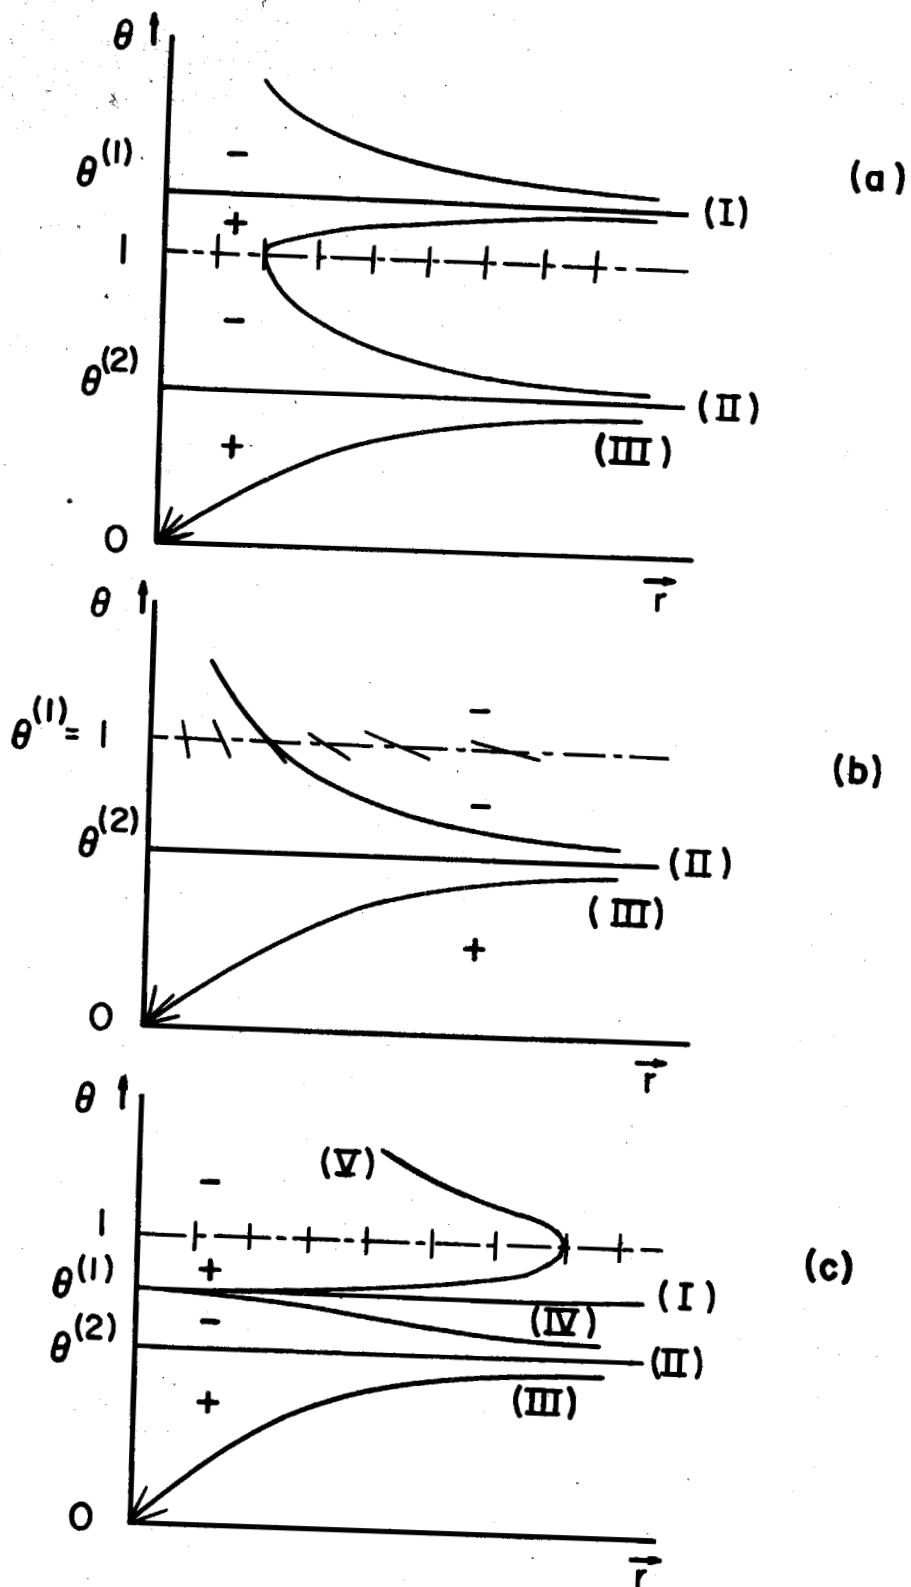 θ
θ(1)
−
(a)
(I)
+
1
−
θ(2)
(II)
+
(III)
0
r
θ
θ(1) = 1
−
(b)
−
θ(2)
(II)
(III)
+
0
r
θ
(V)
−
1
θ(1)
+
(c)
(I)
(IV)
θ(2)
−
(II)
+
(III)
0
r